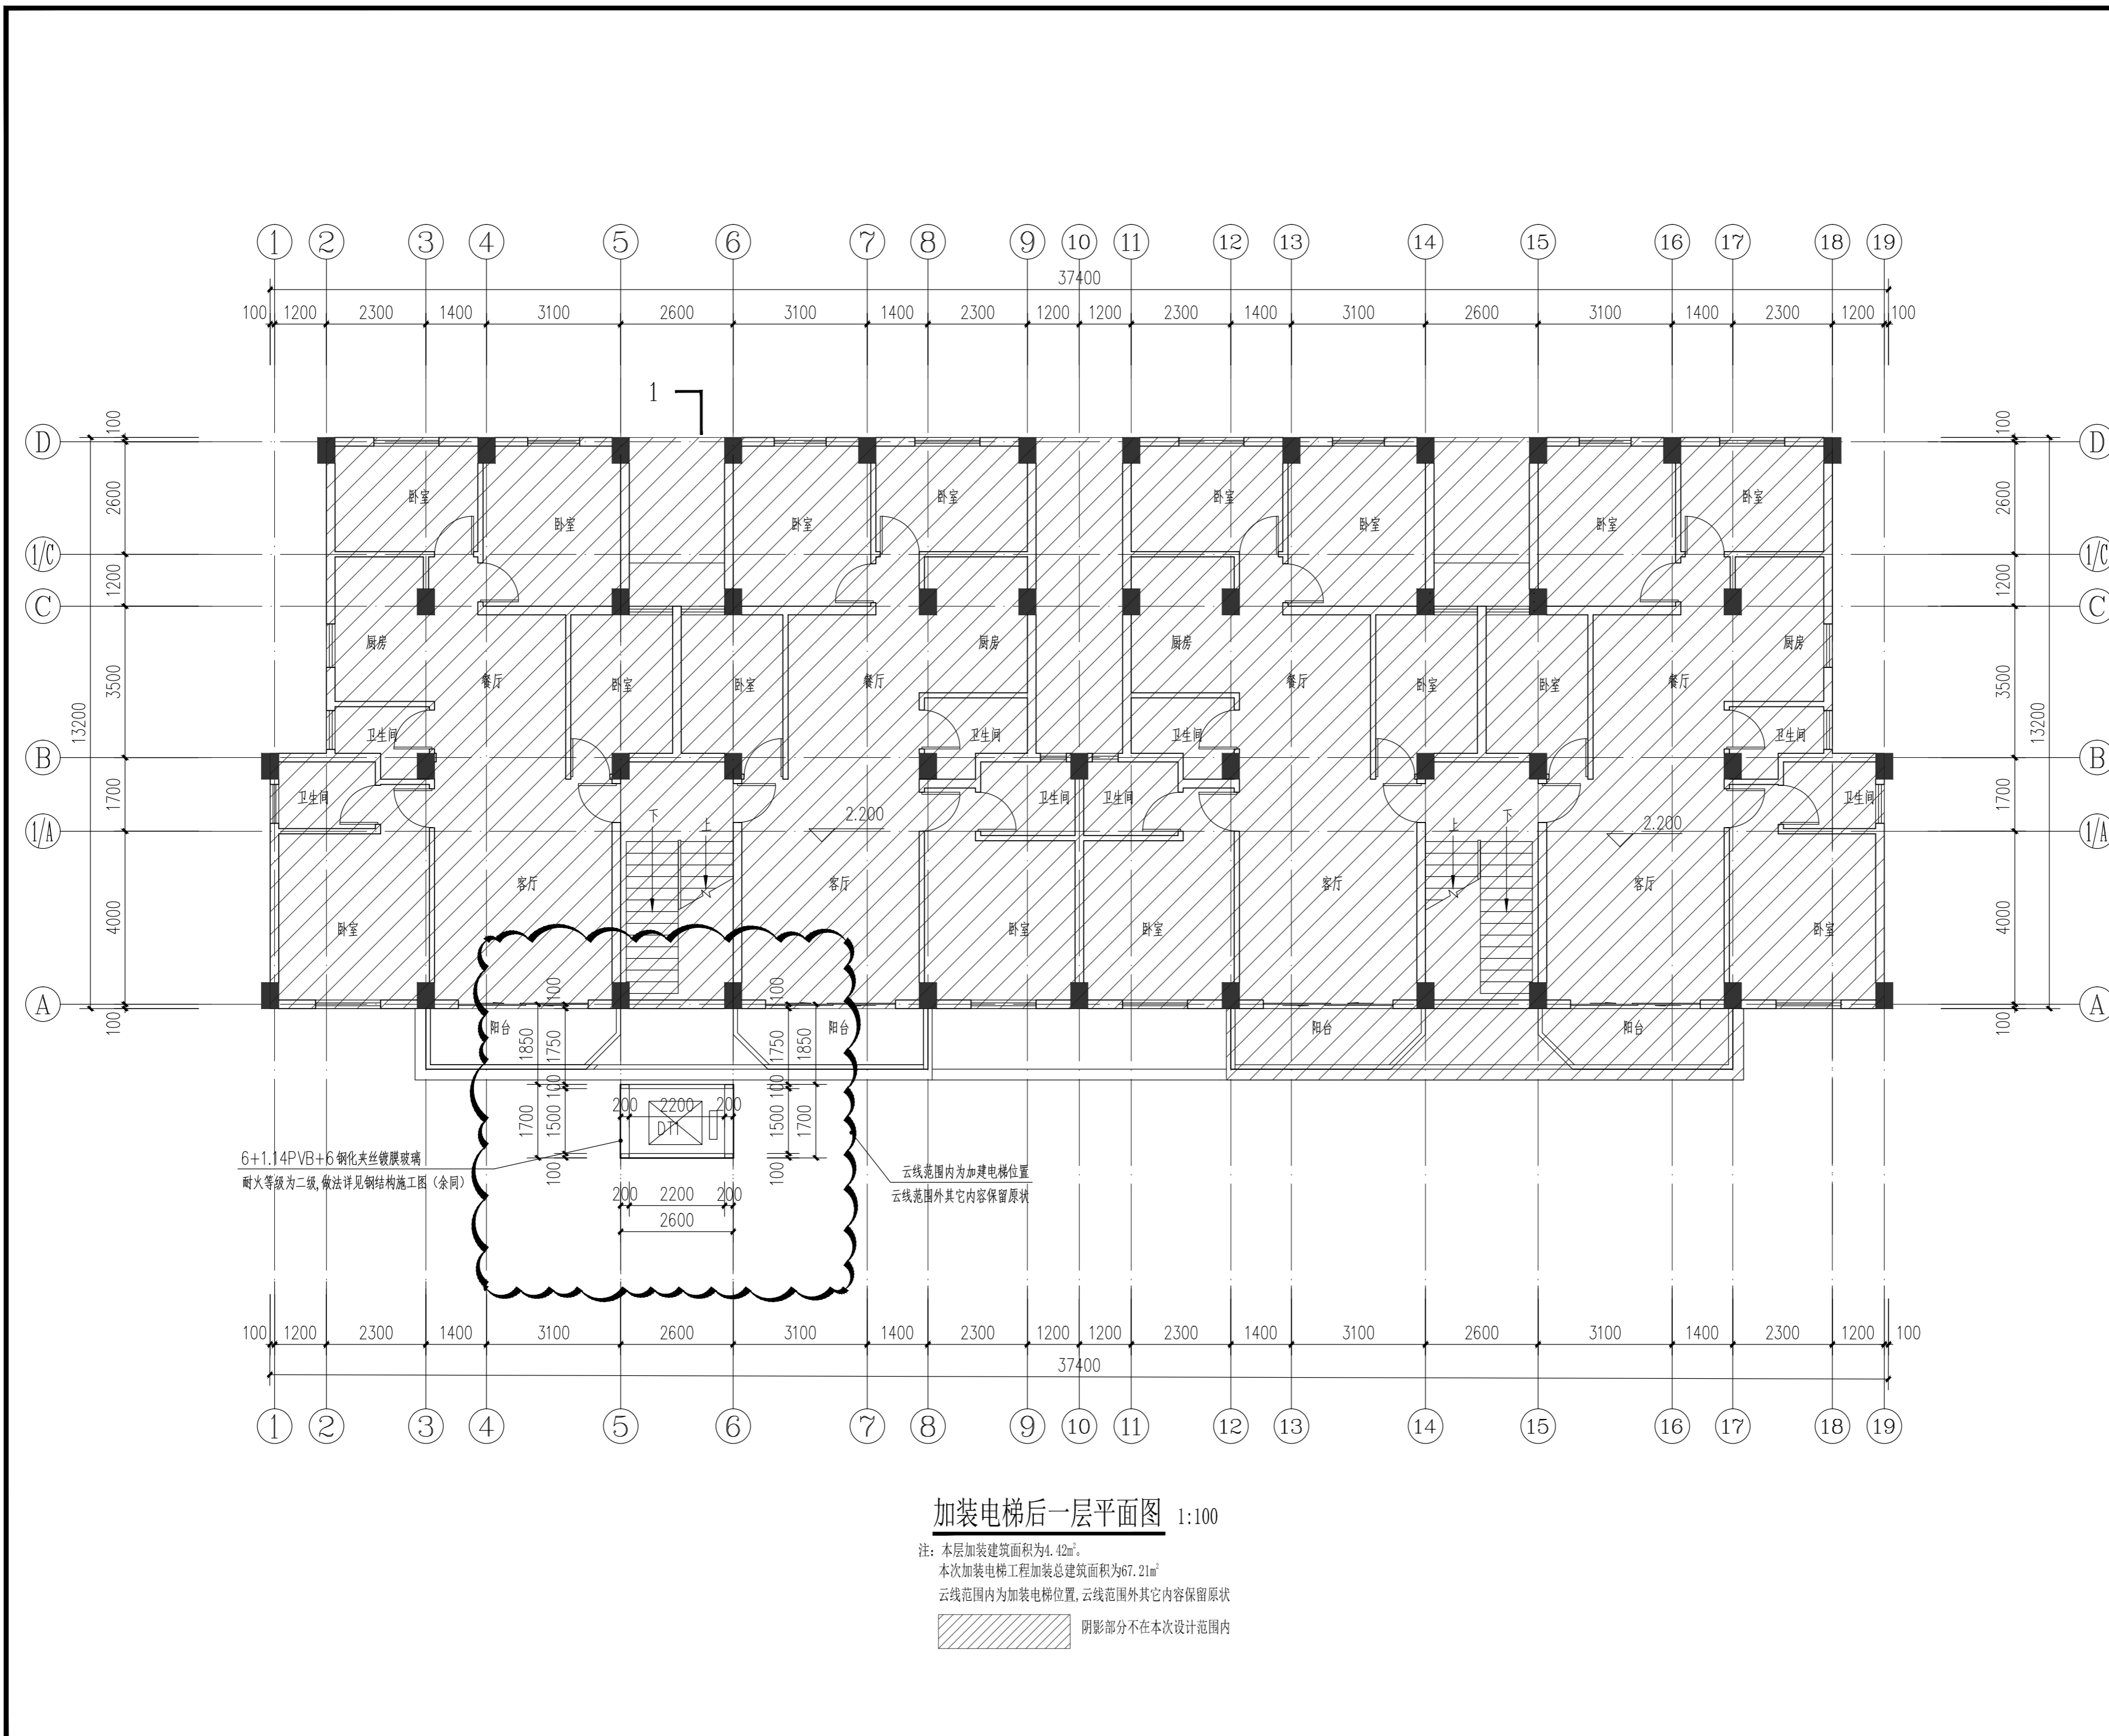 1 2 3 4 5 6 7 8 9 10 11 12 13 14 15 16 17 18 19
37400
100 1200 2300 1400 3100 2600 3100 1400 2300 1200 1200 2300 1400 3100 2600 3100 1400 2300 1200 100
1
100 100
D D
2600 2600
卧室 卧室 卧室 卧室
卧室 卧室 卧室 卧室
1/C 1/C
1200 1200
C C
厨房 厨房 厨房 厨房
3500 餐厅 卧室 卧室 餐厅 餐厅 卧室 卧室 餐厅 3500
13200 13200
卫生间 卫生间 卫生间 卫生间
B B
1700 卫生间 卫生间 卫生间 卫生间 1700
下 上 2.200 上 下 2.200
1/A 1/A
客厅 客厅 客厅 客厅
4000 4000
卧室 卧室 卧室 卧室
A A
100 100 100 100
阳台 阳台 阳台 阳台
1850 1750 1750 1850
100 100
200 2200 200
1700 1500 DT1 1500 1700
100 100
6+1.14PVB+6钢化夹丝镀膜玻璃
耐火等级为二级,做法详见钢结构施工图(余同)
云线范围内为加建电梯位置
云线范围外其它内容保留原状
200 2200 200
2600
100 1200 2300 1400 3100 2600 3100 1400 2300 1200 1200 2300 1400 3100 2600 3100 1400 2300 1200 100
37400
1 2 3 4 5 6 7 8 9 10 11 12 13 14 15 16 17 18 19
加装电梯后一层平面图 1:100
注: 本层加装建筑面积为4.42㎡。
本次加装电梯工程加装总建筑面积为67.21㎡
云线范围内为加装电梯位置,云线范围外其它内容保留原状
阴影部分不在本次设计范围内